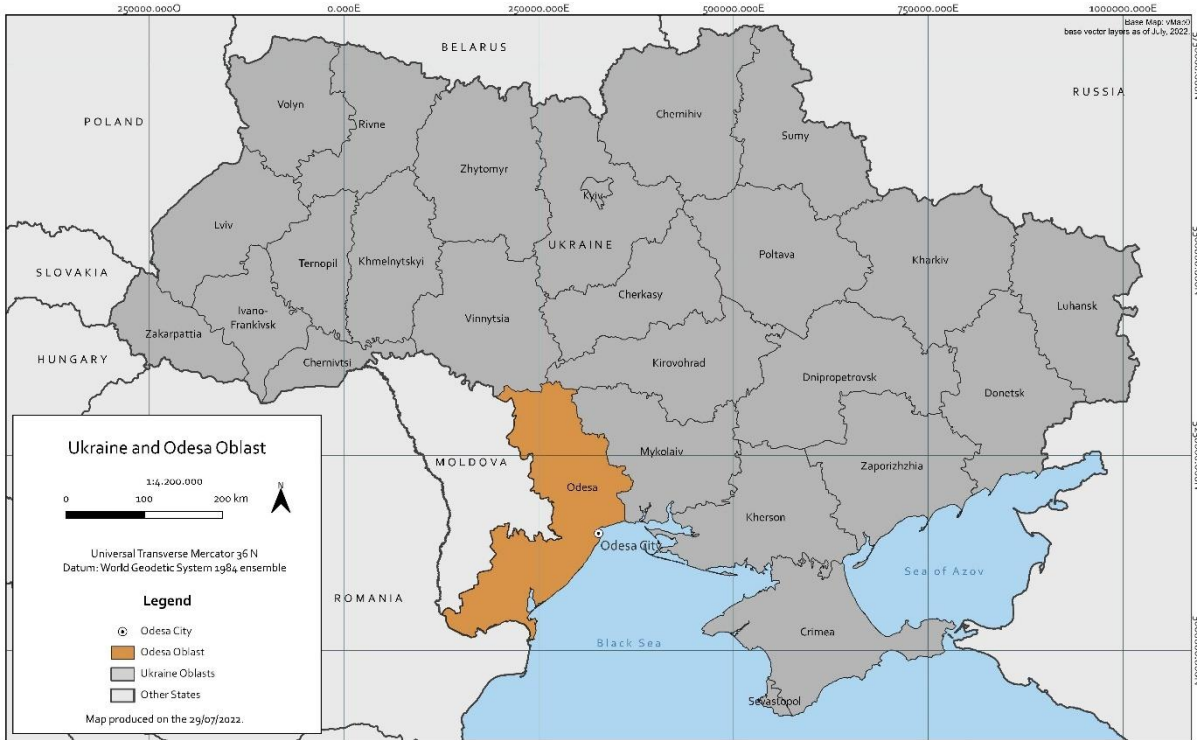 250000.000O
0.000E
250000.000E
500000.000E
750000.000E
1000000.000E
Base Map: vMap0
base vector layers as of July, 2022.
BELARUS
RUSSIA
POLAND
Volyn
Rivne
Chernihiv
Sumy
Zhytomyr
Kyiv
Lviv
UKRAINE
Ternopil
Khmelnytskyi
Poltava
Kharkiv
SLOVAKIA
Cherkasy
Luhansk
Ivano-
Frankivsk
Vinnytsia
Zakarpattia
HUNGARY
Chernivtsi
Kirovohrad
Dnipropetrovsk
Donetsk
MOLDOVA
Mykolaiv
Zaporizhzhia
Odesa
Kherson
Odesa City
Sea of Azov
ROMANIA
Crimea
Black Sea
Sevastopol
Ukraine and Odesa Oblast
1:4.200.000
0 100 200 km
N
Universal Transverse Mercator 36 N
Datum: World Geodetic System 1984 ensemble
Legend
Odesa City
Odesa Oblast
Ukraine Oblasts
Other States
Map produced on the 29/07/2022.